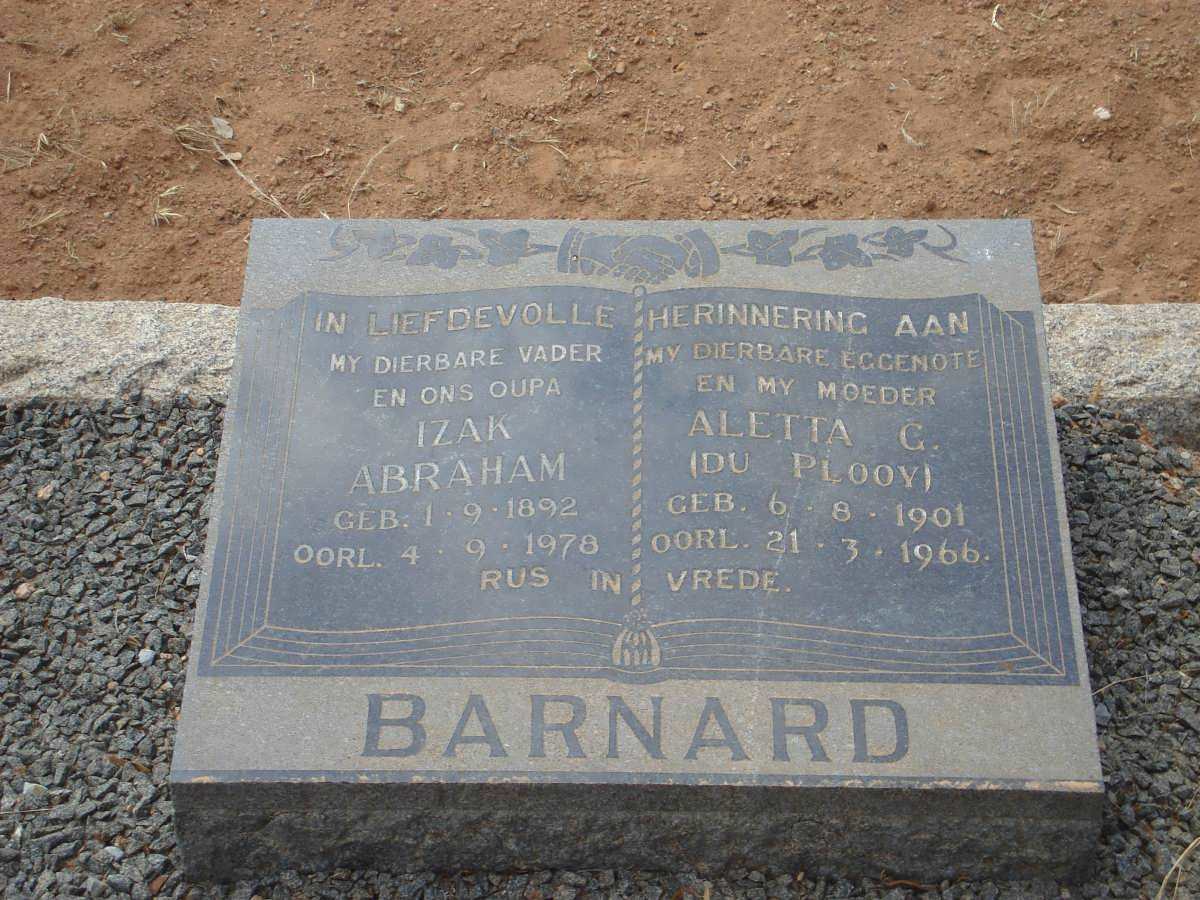 IN LIEFDEVOLLE HERINNERING AAN
MY DIERBARE VADER
EN ONS OUPA
IZAK
ABRAHAM
GEB. 1·9·1892
OORL. 4·9·1978
MY DIERBARE EGGENOTE
EN MY MOEDER
ALETTA G.
(DU PLOOY)
GEB. 6·8·1901
OORL. 21·3·1966.
RUS IN VREDE.
BARNARD